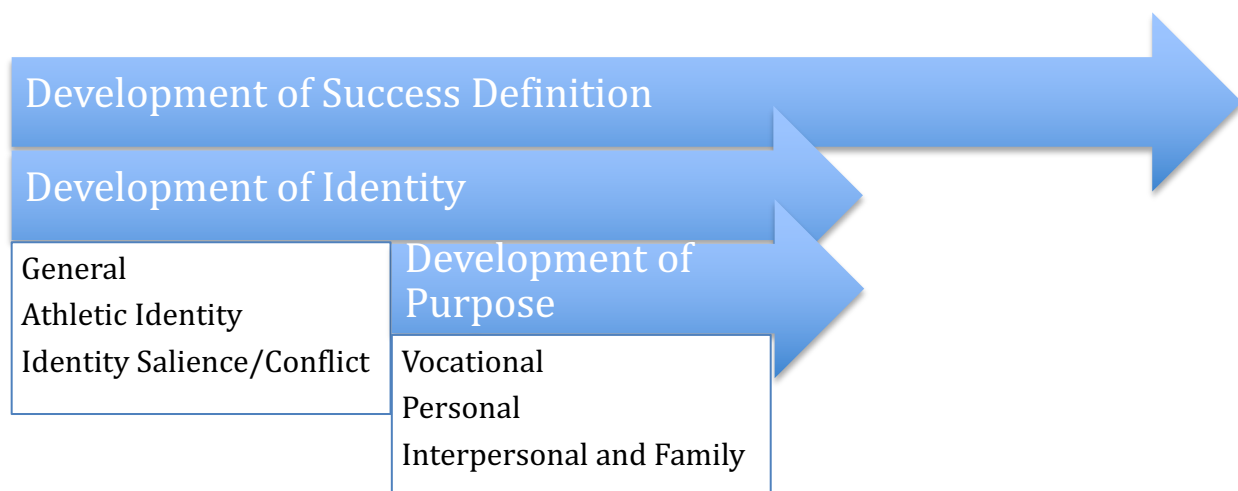 Development of Success Definition
Development of Identity
General
Athletic Identity
Identity Salience/Conflict
Development of
Purpose
Vocational
Personal
Interpersonal and Family